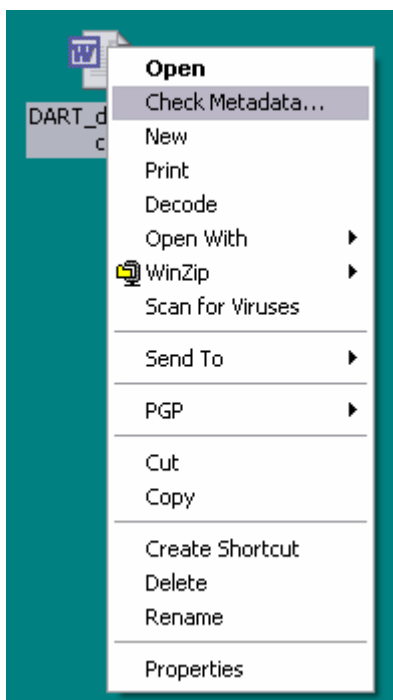 DART_d
c
Open
Check Metadata...
New
Print
Decode
Open With
WinZip
Scan for Viruses
Send To
PGP
Cut
Copy
Create Shortcut
Delete
Rename
Properties